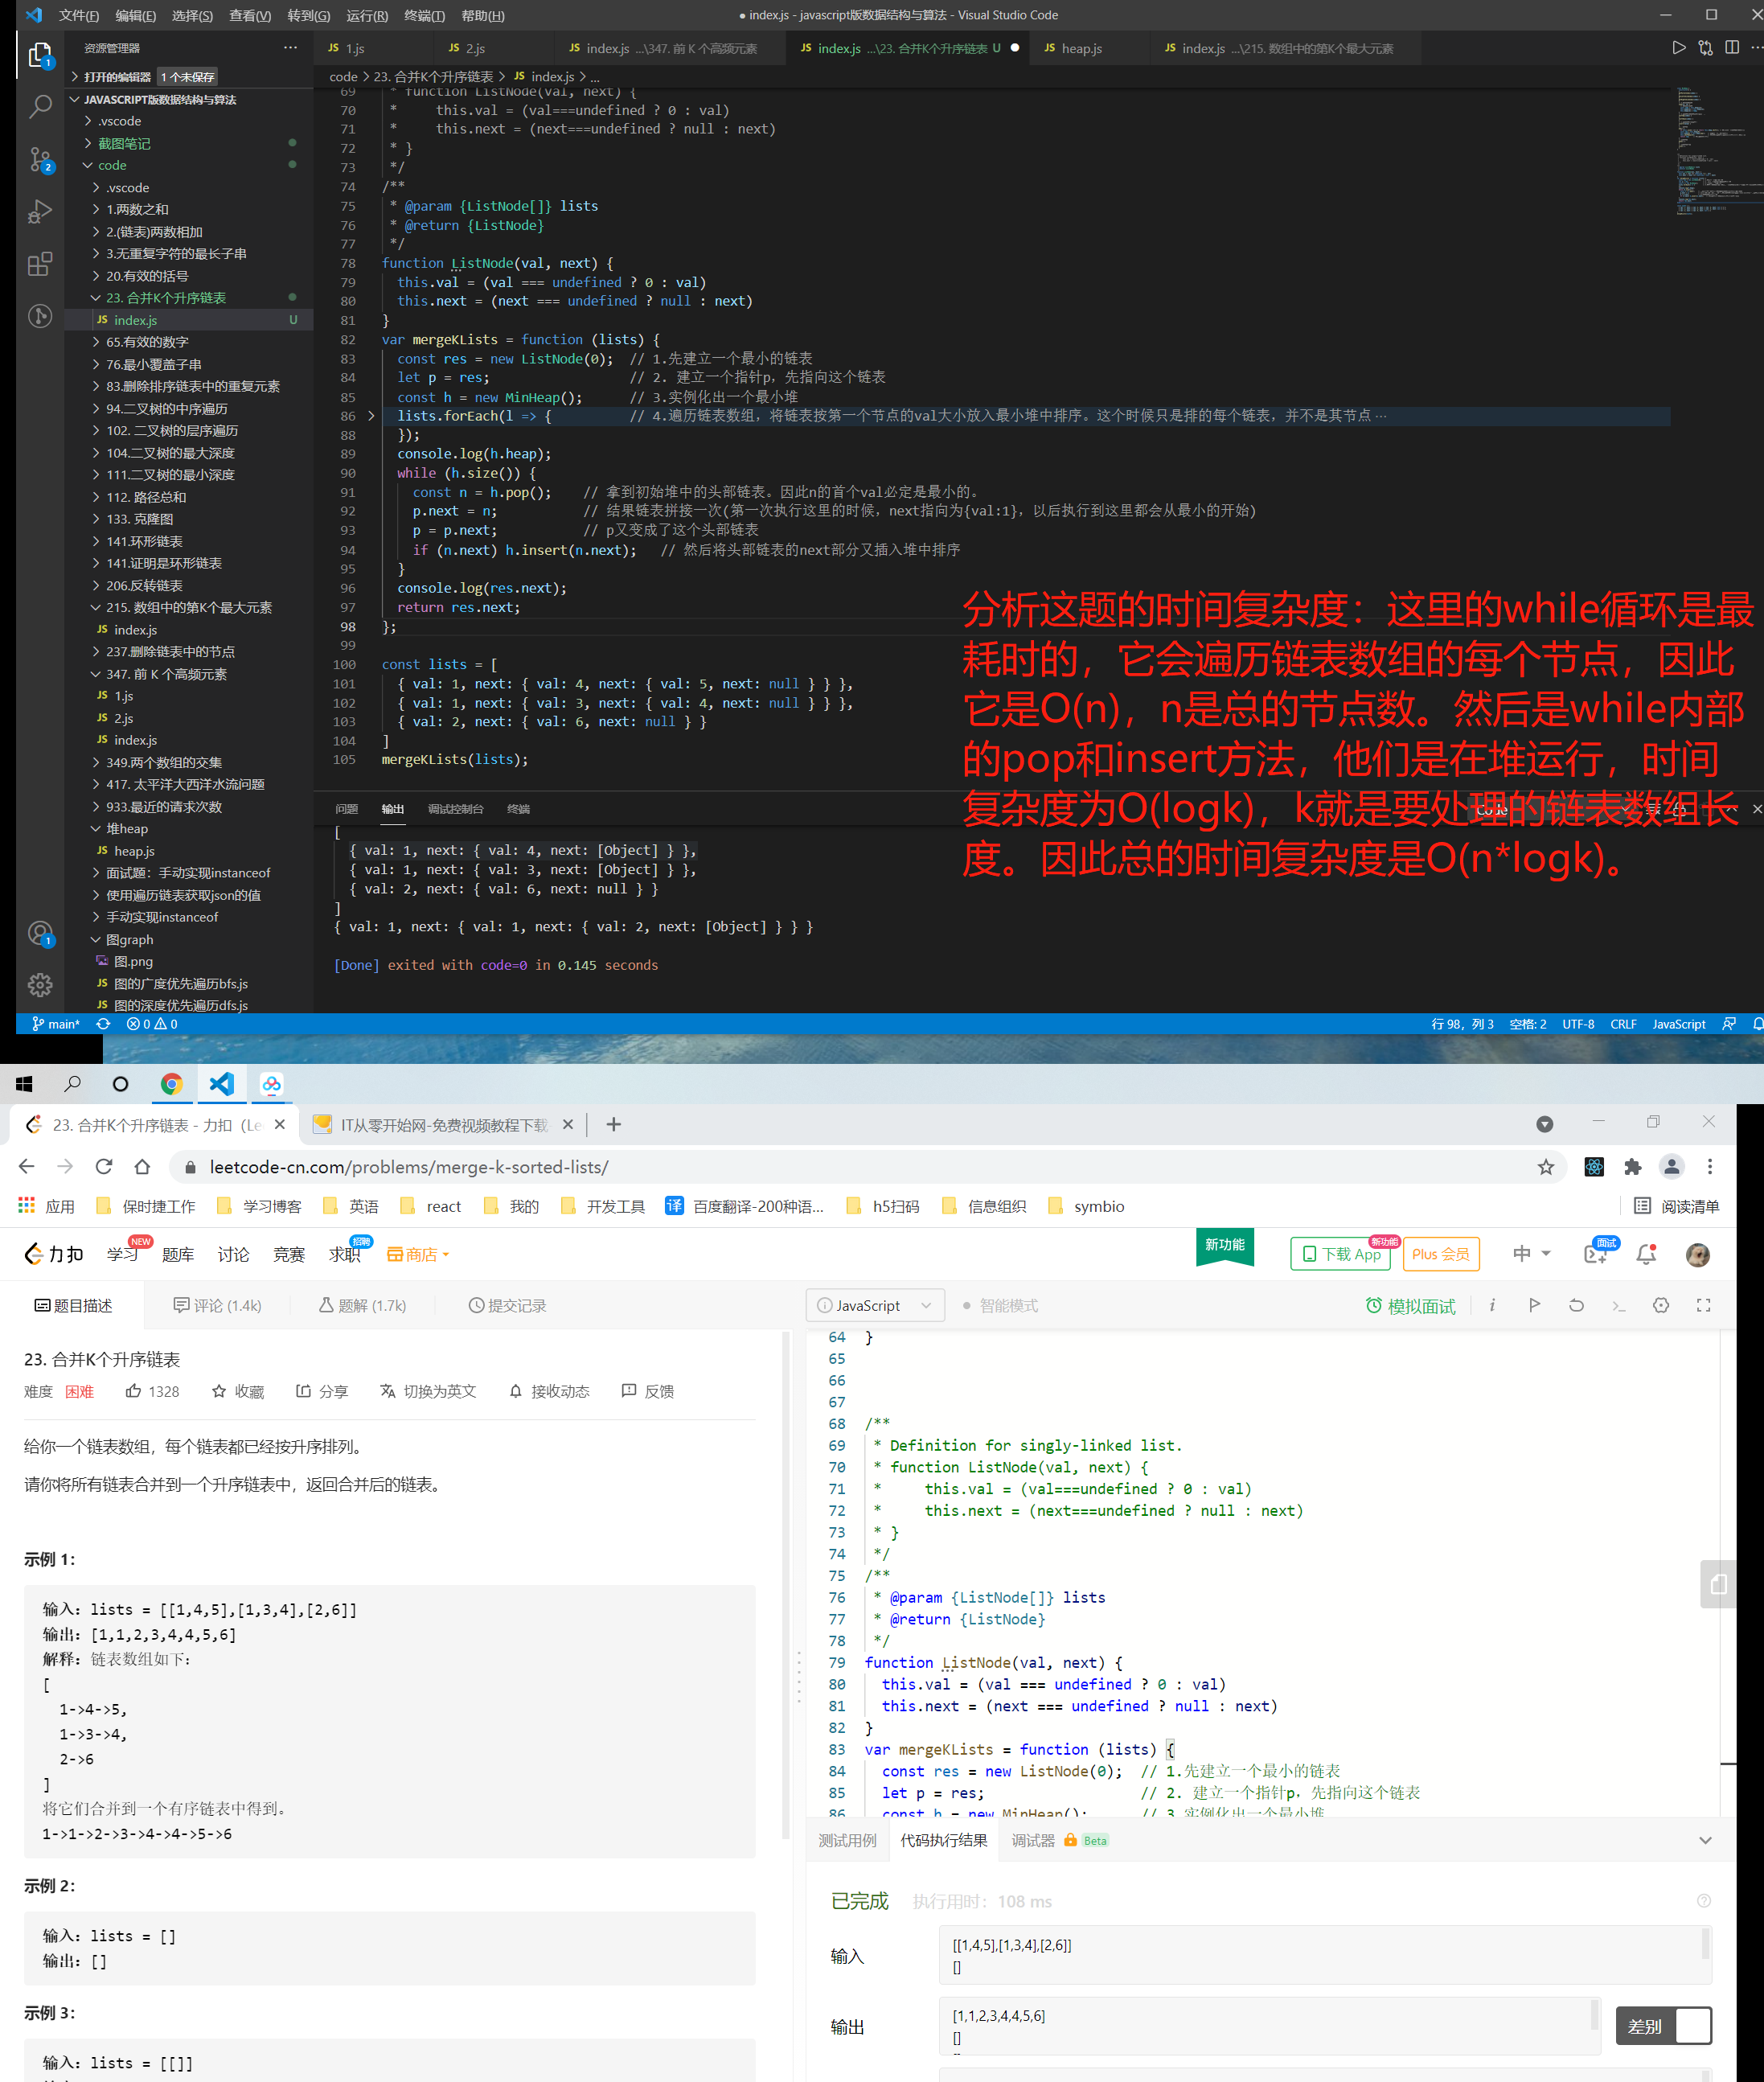 文件(F) 编辑(E) 选择(S) 查看(V) 转到(G) 运行(R) 终端(T) 帮助(H)
● index.js - javascript版数据结构与算法 - Visual Studio Code
资源管理器
1.js
2.js
index.js ...\347. 前 K 个高频元素
index.js ...\23. 合并K个升序链表 U
heap.js
index.js ...\215. 数组中的第K个最大元素
打开的编辑器 1 个未保存
code > 23. 合并K个升序链表 > JS index.js > ...
JAVASCRIPT版数据结构与算法
.vscode
截图笔记
code
.vscode
1.两数之和
2.(链表)两数相加
3.无重复字符的最长子串
20.有效的括号
23. 合并K个升序链表
JS index.js U
65.有效的数字
76.最小覆盖子串
83.删除排序链表中的重复元素
94.二叉树的中序遍历
102. 二叉树的层序遍历
104.二叉树的最大深度
111.二叉树的最小深度
112. 路径总和
133. 克隆图
141.环形链表
141.证明是环形链表
206.反转链表
215. 数组中的第K个最大元素
JS index.js
237.删除链表中的节点
347. 前 K 个高频元素
JS 1.js
JS 2.js
JS index.js
349.两个数组的交集
417. 太平洋大西洋水流问题
933.最近的请求次数
堆heap
JS heap.js
面试题：手动实现instanceof
使用遍历链表获取json的值
手动实现instanceof
图graph
图.png
JS 图的广度优先遍历bfs.js
JS 图的深度优先遍历dfs.js
69 * function ListNode(val, next) {
70 *     this.val = (val===undefined ? 0 : val)
71 *     this.next = (next===undefined ? null : next)
72 * }
73 */
74 /**
75 * @param {ListNode[]} lists
76 * @return {ListNode}
77 */
78 function ListNode(val, next) {
79 this.val = (val === undefined ? 0 : val)
80 this.next = (next === undefined ? null : next)
81 }
82 var mergeKLists = function (lists) {
83 const res = new ListNode(0);  // 1.先建立一个最小的链表
84 let p = res;  // 2. 建立一个指针p，先指向这个链表
85 const h = new MinHeap();  // 3.实例化出一个最小堆
86 lists.forEach(l => {  // 4.遍历链表数组，将链表按第一个节点的val大小放入最小堆中排序。这个时候只是排的每个链表，并不是其节点 ...
88 });
89 console.log(h.heap);
90 while (h.size()) {
91 const n = h.pop();  // 拿到初始堆中的头部链表。因此n的首个val必定是最小的。
92 p.next = n;  // 结果链表拼接一次(第一次执行这里的时候，next指向为{val:1}，以后执行到这里都会从最小的开始)
93 p = p.next;  // p又变成了这个头部链表
94 if (n.next) h.insert(n.next);  // 然后将头部链表的next部分又插入堆中排序
95 }
96 console.log(res.next);
97 return res.next;
98 };
99
100 const lists = [
101 { val: 1, next: { val: 4, next: { val: 5, next: null } } },
102 { val: 1, next: { val: 3, next: { val: 4, next: null } } },
103 { val: 2, next: { val: 6, next: null } }
104 ]
105 mergeKLists(lists);
分析这题的时间复杂度：这里的while循环是最
耗时的，它会遍历链表数组的每个节点，因此
它是O(n)，n是总的节点数。然后是while内部
的pop和insert方法，他们是在堆运行，时间
复杂度为O(logk)，k就是要处理的链表数组长
度。因此总的时间复杂度是O(n*logk)。
问题 输出 调试控制台 终端 Code
[
{ val: 1, next: { val: 4, next: [Object] } },
{ val: 1, next: { val: 3, next: [Object] } },
{ val: 2, next: { val: 6, next: null } }
]
{ val: 1, next: { val: 1, next: { val: 2, next: [Object] } } }
[Done] exited with code=0 in 0.145 seconds
main* 0 0 行 98，列 3 空格: 2 UTF-8 CRLF JavaScript
23. 合并K个升序链表 - 力扣（Le
IT从零开始网-免费视频教程下载
leetcode-cn.com/problems/merge-k-sorted-lists/
应用 保时捷工作 学习博客 英语 react 我的 开发工具 百度翻译-200种语... h5扫码 信息组织 symbio 阅读清单
力扣 学习 NEW 题库 讨论 竞赛 求职 招聘 商店 新功能 下载 App 新功能 Plus 会员 中 面试
题目描述 评论 (1.4k) 题解 (1.7k) 提交记录
JavaScript 智能模式 模拟面试
23. 合并K个升序链表
难度 困难 1328 收藏 分享 切换为英文 接收动态 反馈
给你一个链表数组，每个链表都已经按升序排列。
请你将所有链表合并到一个升序链表中，返回合并后的链表。
示例 1：
输入：lists = [[1,4,5],[1,3,4],[2,6]]
输出：[1,1,2,3,4,4,5,6]
解释：链表数组如下：
[
1->4->5,
1->3->4,
2->6
]
将它们合并到一个有序链表中得到。
1->1->2->3->4->4->5->6
示例 2：
输入：lists = []
输出：[]
示例 3：
输入：lists = [[]]
64 }
65
66
67
68 /**
69 * Definition for singly-linked list.
70 * function ListNode(val, next) {
71 *     this.val = (val===undefined ? 0 : val)
72 *     this.next = (next===undefined ? null : next)
73 * }
74 */
75 /**
76 * @param {ListNode[]} lists
77 * @return {ListNode}
78 */
79 function ListNode(val, next) {
80 this.val = (val === undefined ? 0 : val)
81 this.next = (next === undefined ? null : next)
82 }
83 var mergeKLists = function (lists) {
84 const res = new ListNode(0);  // 1.先建立一个最小的链表
85 let p = res;  // 2. 建立一个指针p，先指向这个链表
86 const h = new MinHeap();  // 3.实例化出一个最小堆
测试用例 代码执行结果 调试器 Beta
已完成 执行用时：108 ms
输入
[[1,4,5],[1,3,4],[2,6]]
[]
输出
[1,1,2,3,4,4,5,6]
[]
差别